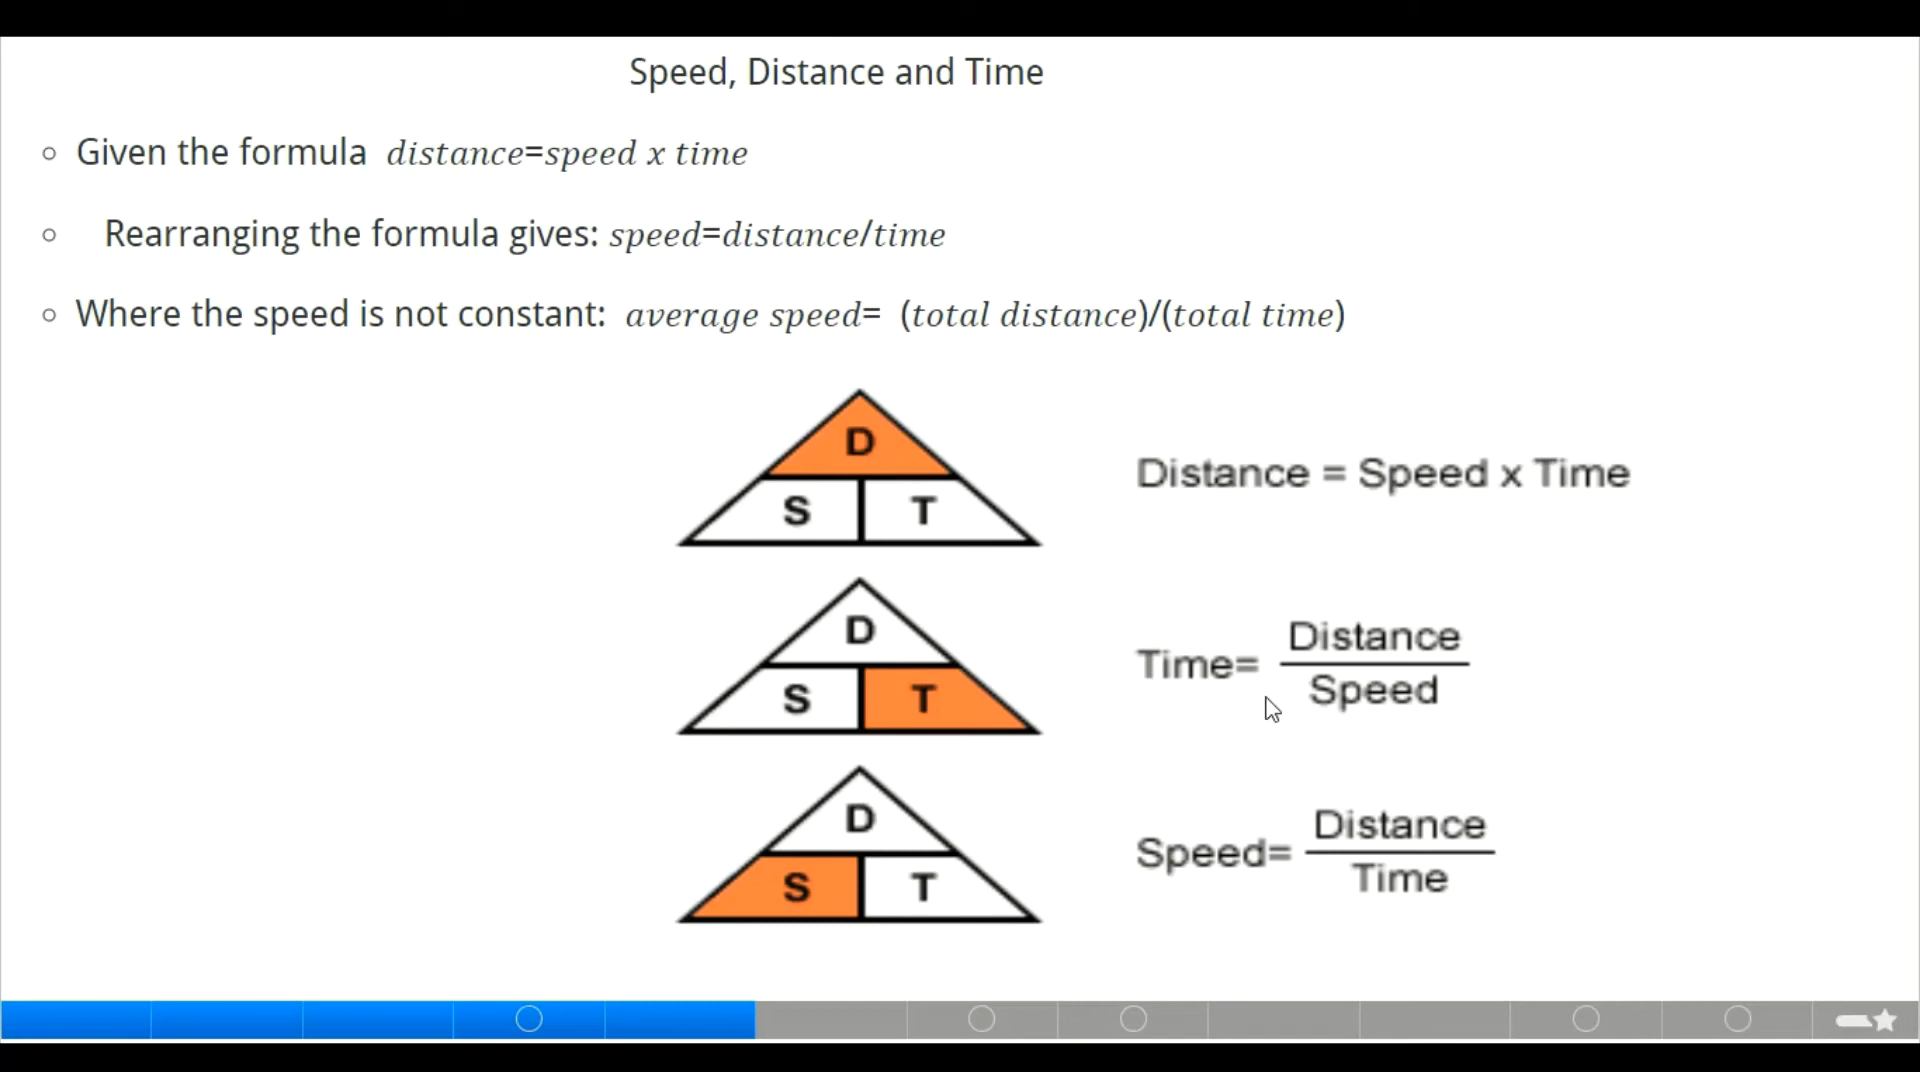 Speed, Distance and Time
Given the formula distance=speed x time
Rearranging the formula gives: speed=distance/time
Where the speed is not constant: average speed= (total distance)/(total time)
D
S T
Distance = Speed x Time
D
S T
Time= Distance
Speed
D
S T
Speed= Distance
Time